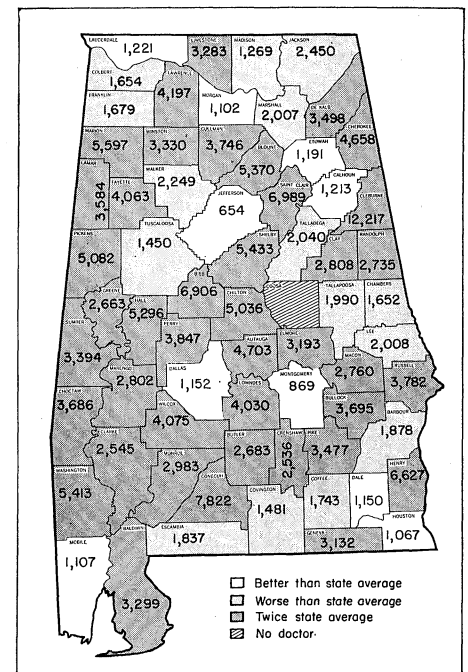 LAUDERDALE
1,221
LIMESTONE
3,283
MADISON
1,269
JACKSON
2,450
COLBERT
1,654
LAWRENCE
4,197
FRANKLIN
1,679
MORGAN
1,102
MARSHALL
2,007
DE KALB
3,498
CHEROKEE
4,658
MARION
5,597
WINSTON
3,330
CULLMAN
3,746
BLOUNT
5,370
ETOWAH
1,191
LAMAR
3,584
FAYETTE
4,063
WALKER
2,249
JEFFERSON
654
SAINT CLAIR
6,989
CALHOUN
1,213
CLEBURNE
12,217
PICKENS
5,082
TUSCALOOSA
1,450
SHELBY
5,433
TALLADEGA
2,040
CLAY
2,808
RANDOLPH
2,735
GREENE
2,663
HALE
5,296
BIBB
6,906
CHILTON
5,036
COOSA
TALLAPOOSA
1,990
CHAMBERS
1,652
SUMTER
3,394
PERRY
3,847
AUTAUGA
4,703
ELMORE
3,193
LEE
2,008
MARENGO
2,802
DALLAS
1,152
LOWNDES
4,030
MONTGOMERY
869
MACON
2,760
RUSSELL
3,782
CHOCTAW
3,686
WILCOX
4,075
BULLOCK
3,695
BARBOUR
1,878
CLARKE
2,545
MONROE
2,983
BUTLER
2,683
CRENSHAW
2,536
PIKE
3,477
HENRY
6,627
WASHINGTON
5,413
CONECUH
7,822
COVINGTON
1,481
COFFEE
1,743
DALE
1,150
HOUSTON
1,067
MOBILE
1,107
BALDWIN
3,299
ESCAMBIA
1,837
GENEVA
3,132
Better than state average
Worse than state average
Twice state average
No doctor